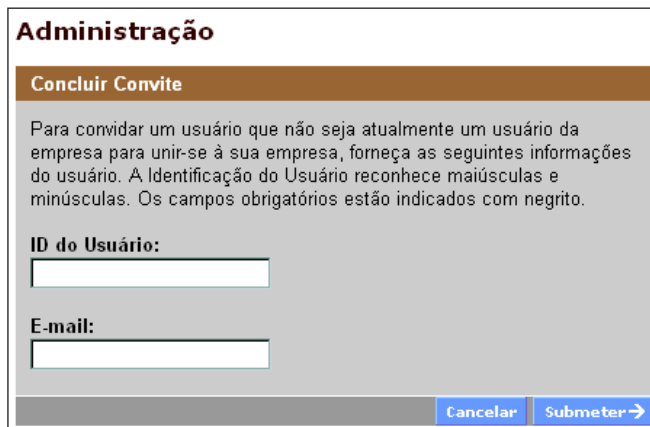 Administração
Concluir Convite
Para convidar um usuário que não seja atualmente um usuário da
empresa para unir-se à sua empresa, forneça as seguintes informações
do usuário. A Identificação do Usuário reconhece maiúsculas e
minúsculas. Os campos obrigatórios estão indicados com negrito.
ID do Usuário:
E-mail:
Cancelar Submeter→